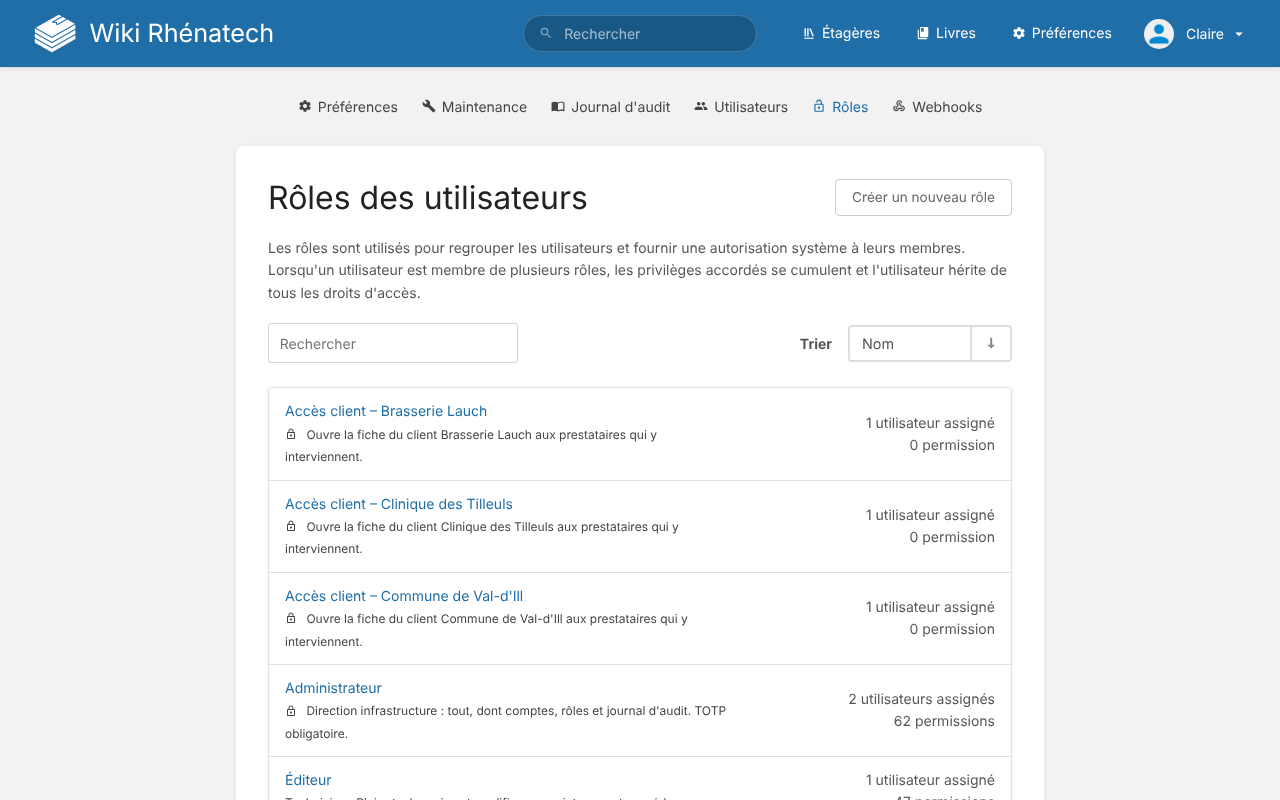 Wiki Rhénatech
Rechercher
Étagères
Livres
Préférences
Claire
Préférences
Maintenance
Journal d'audit
Utilisateurs
Rôles
Webhooks
Rôles des utilisateurs
Créer un nouveau rôle
Les rôles sont utilisés pour regrouper les utilisateurs et fournir une autorisation système à leurs membres.
Lorsqu'un utilisateur est membre de plusieurs rôles, les privilèges accordés se cumulent et l'utilisateur hérite de
tous les droits d'accès.
Rechercher
Trier
Nom
Accès client – Brasserie Lauch
Ouvre la fiche du client Brasserie Lauch aux prestataires qui y
interviennent.
1 utilisateur assigné
0 permission
Accès client – Clinique des Tilleuls
Ouvre la fiche du client Clinique des Tilleuls aux prestataires qui y
interviennent.
1 utilisateur assigné
0 permission
Accès client – Commune de Val-d'Ill
Ouvre la fiche du client Commune de Val-d'Ill aux prestataires qui y
interviennent.
1 utilisateur assigné
0 permission
Administrateur
Direction infrastructure : tout, dont comptes, rôles et journal d'audit. TOTP
obligatoire.
2 utilisateurs assignés
62 permissions
Éditeur
1 utilisateur assigné